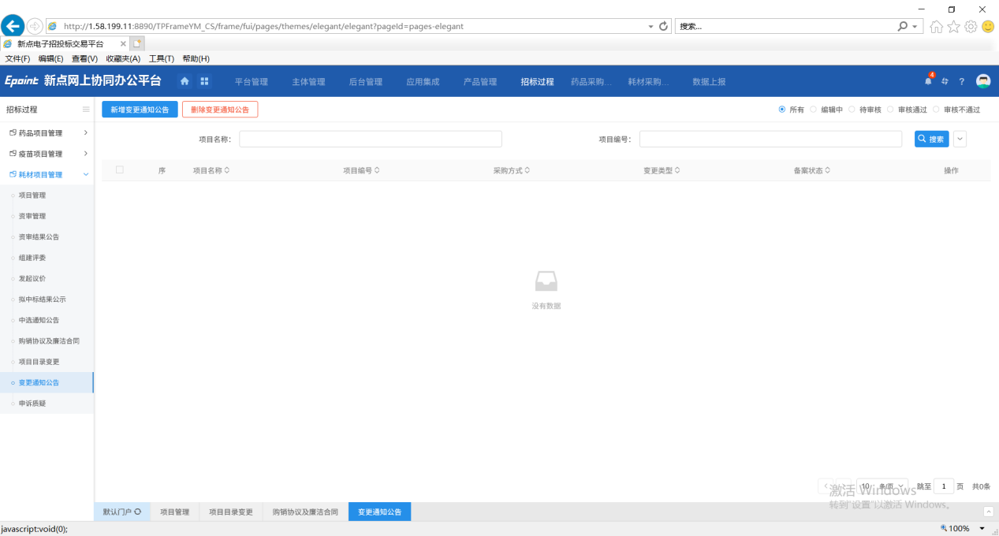 http://1.58.199.11:8890/TPFrameYM_CS/frame/fui/pages/themes/elegant/elegant?pageId=pages-elegant
搜索...
新点电子招投标交易平台
文件(F) 编辑(E) 查看(V) 收藏夹(A) 工具(T) 帮助(H)
Epoint 新点网上协同办公平台 平台管理 主体管理 后台管理 应用集成 产品管理 招标过程 药品采购... 耗材采购... 数据上报 4 ?
招标过程
新增变更通知公告 删除变更通知公告 所有 编辑中 待审核 审核通过 审核不通过
药品项目管理
疫苗项目管理
耗材项目管理
项目管理
资审管理
资审结果公告
组建评委
发起议价
拟中标结果公示
中选通知公告
购销协议及廉洁合同
项目目录变更
变更通知公告
申诉质疑
项目名称: 项目编号: 搜索
序 项目名称 项目编号 采购方式 变更类型 备案状态 操作
没有数据
10 条/页 跳至 1 页 共0条
激活 Windows
转到"设置"以激活 Windows。
默认门户 项目管理 项目目录变更 购销协议及廉洁合同 变更通知公告
javascript:void(0);
100%